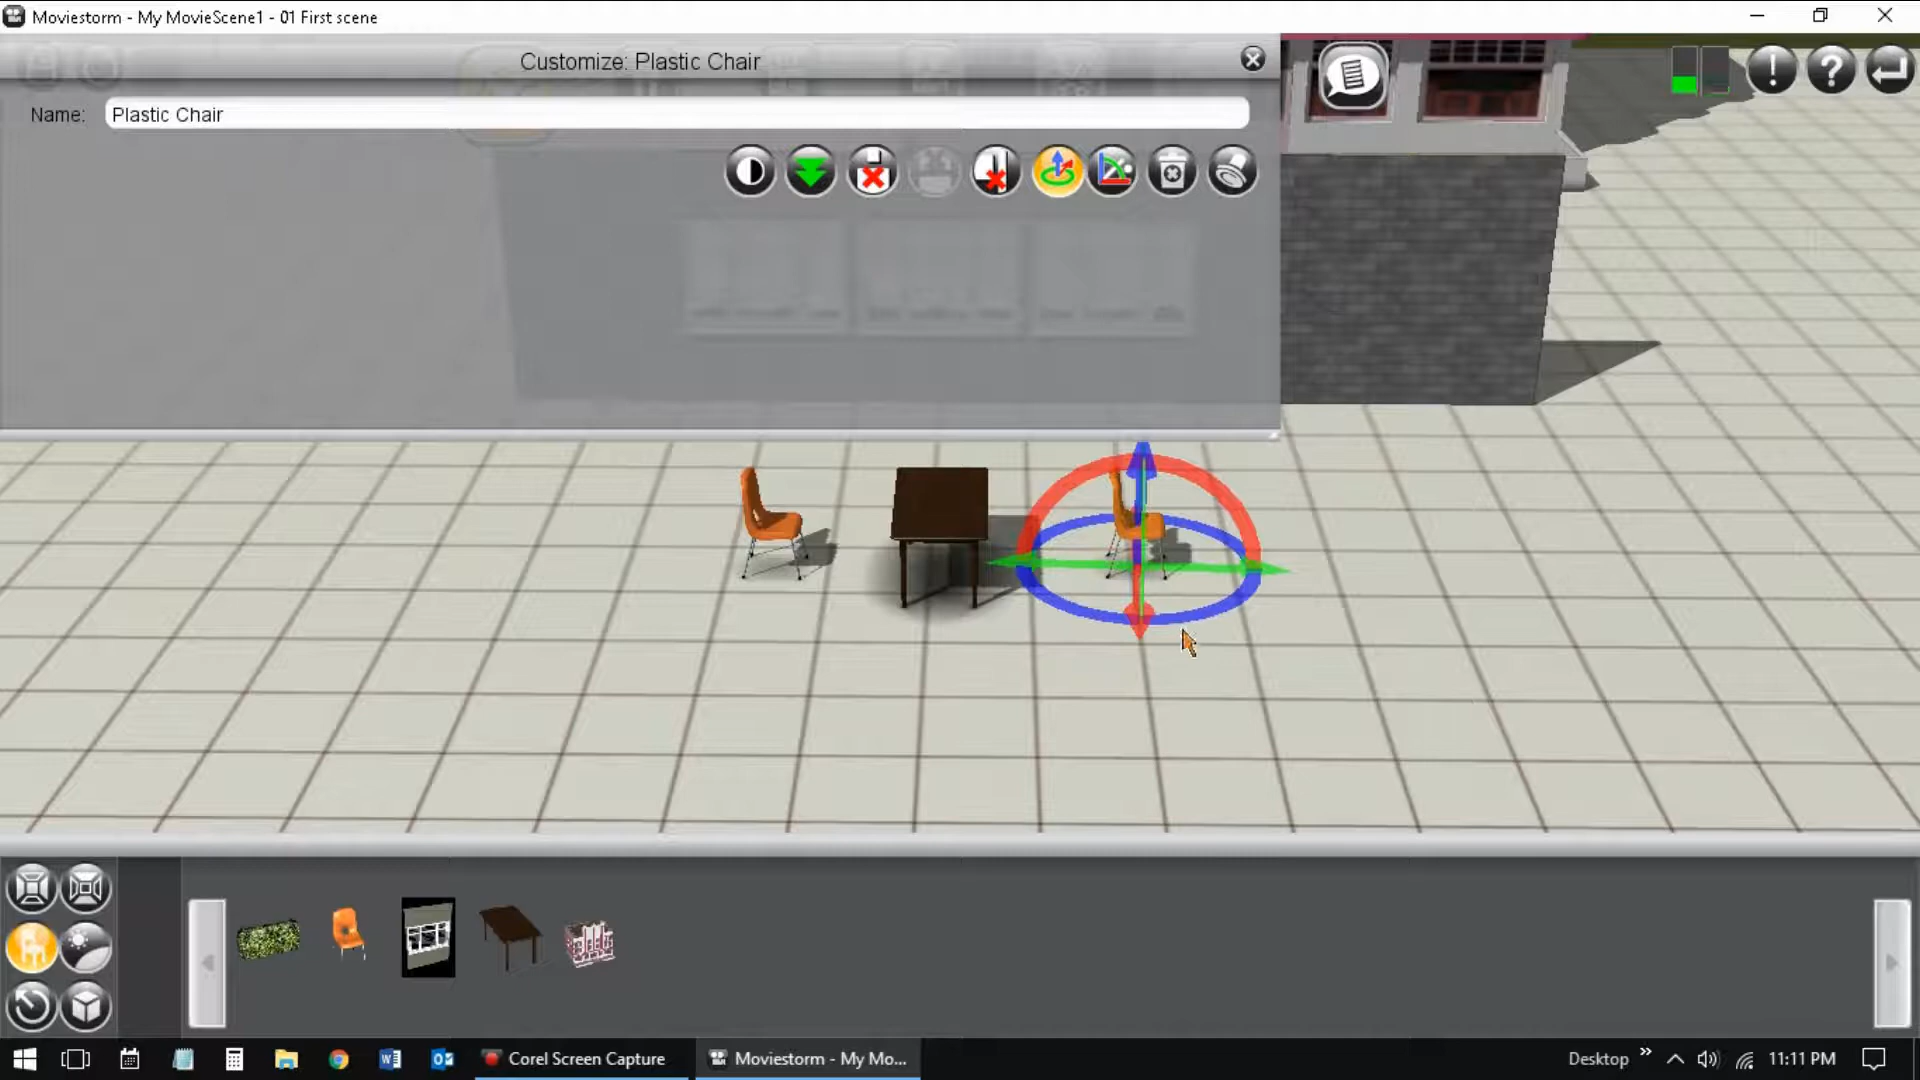 Moviestorm - My MovieScene1 - 01 First scene
Customize: Plastic Chair
Name: Plastic Chair
Corel Screen Capture
Moviestorm - My Mo...
Desktop
11:11 PM